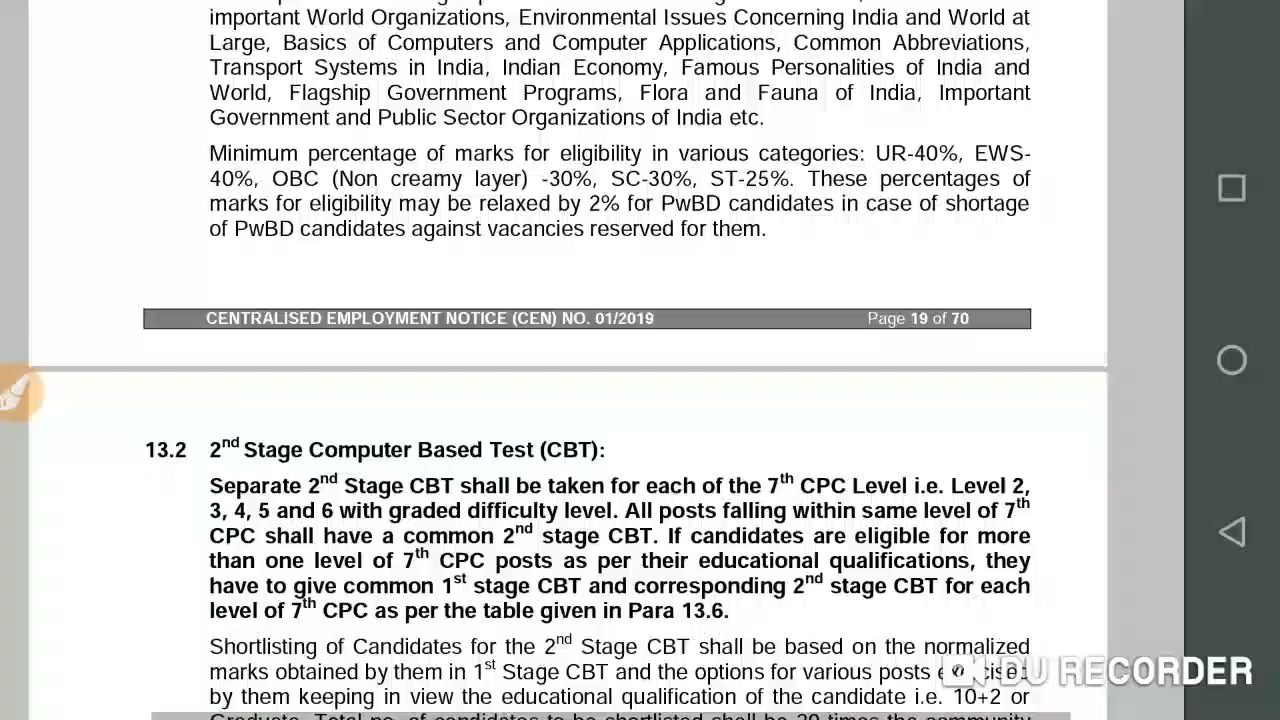 important World Organizations, Environmental Issues Concerning India and World at
Large, Basics of Computers and Computer Applications, Common Abbreviations,
Transport Systems in India, Indian Economy, Famous Personalities of India and
World, Flagship Government Programs, Flora and Fauna of India, Important
Government and Public Sector Organizations of India etc.
Minimum percentage of marks for eligibility in various categories: UR-40%, EWS-
40%, OBC (Non creamy layer) -30%, SC-30%, ST-25%. These percentages of
marks for eligibility may be relaxed by 2% for PwBD candidates in case of shortage
of PwBD candidates against vacancies reserved for them.
CENTRALISED EMPLOYMENT NOTICE (CEN) NO. 01/2019 Page 19 of 70
13.2 2nd Stage Computer Based Test (CBT):
Separate 2nd Stage CBT shall be taken for each of the 7th CPC Level i.e. Level 2,
3, 4, 5 and 6 with graded difficulty level. All posts falling within same level of 7th
CPC shall have a common 2nd stage CBT. If candidates are eligible for more
than one level of 7th CPC posts as per their educational qualifications, they
have to give common 1st stage CBT and corresponding 2nd stage CBT for each
level of 7th CPC as per the table given in Para 13.6.
Shortlisting of Candidates for the 2nd Stage CBT shall be based on the normalized
marks obtained by them in 1st Stage CBT and the options for various posts
by them keeping in view the educational qualification of the candidate i.e. 10+2 or
DU RECORDER